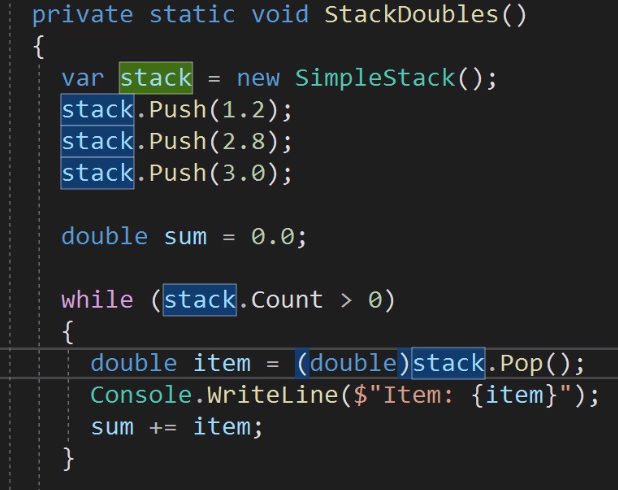 private static void StackDoubles()
{
var stack = new SimpleStack();
stack.Push(1.2);
stack.Push(2.8);
stack.Push(3.0);
double sum = 0.0;
while (stack.Count > 0)
{
double item = (double)stack.Pop();
Console.WriteLine($"Item: {item}");
sum += item;
}